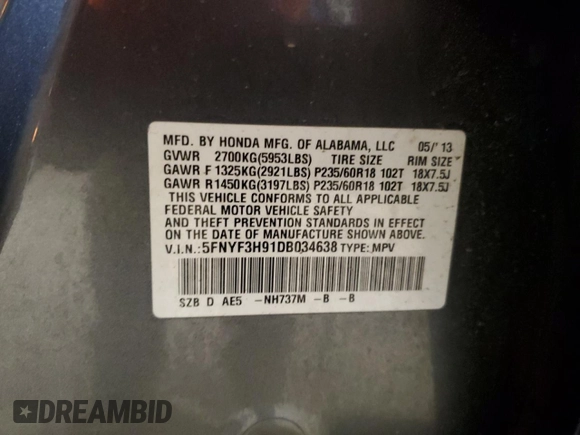 MFD. BY HONDA MFG. OF ALABAMA, LLC 05/'13
GVWR 2700KG(5953LBS) TIRE SIZE RIM SIZE
GAWR F 1325KG(2921LBS) P235/60R18 102T 18X7.5J
GAWR R 1450KG(3197LBS) P235/60R18 102T 18X7.5J
THIS VEHICLE CONFORMS TO ALL APPLICABLE
FEDERAL MOTOR VEHICLE SAFETY
AND THEFT PREVENTION STANDARDS IN EFFECT
ON THE DATE OF MANUFACTURE SHOWN ABOVE.
V.I.N.: 5FNYF3H91DB034638 TYPE: MPV
SZB D AE5 -NH737M -B -B
DREAMBID